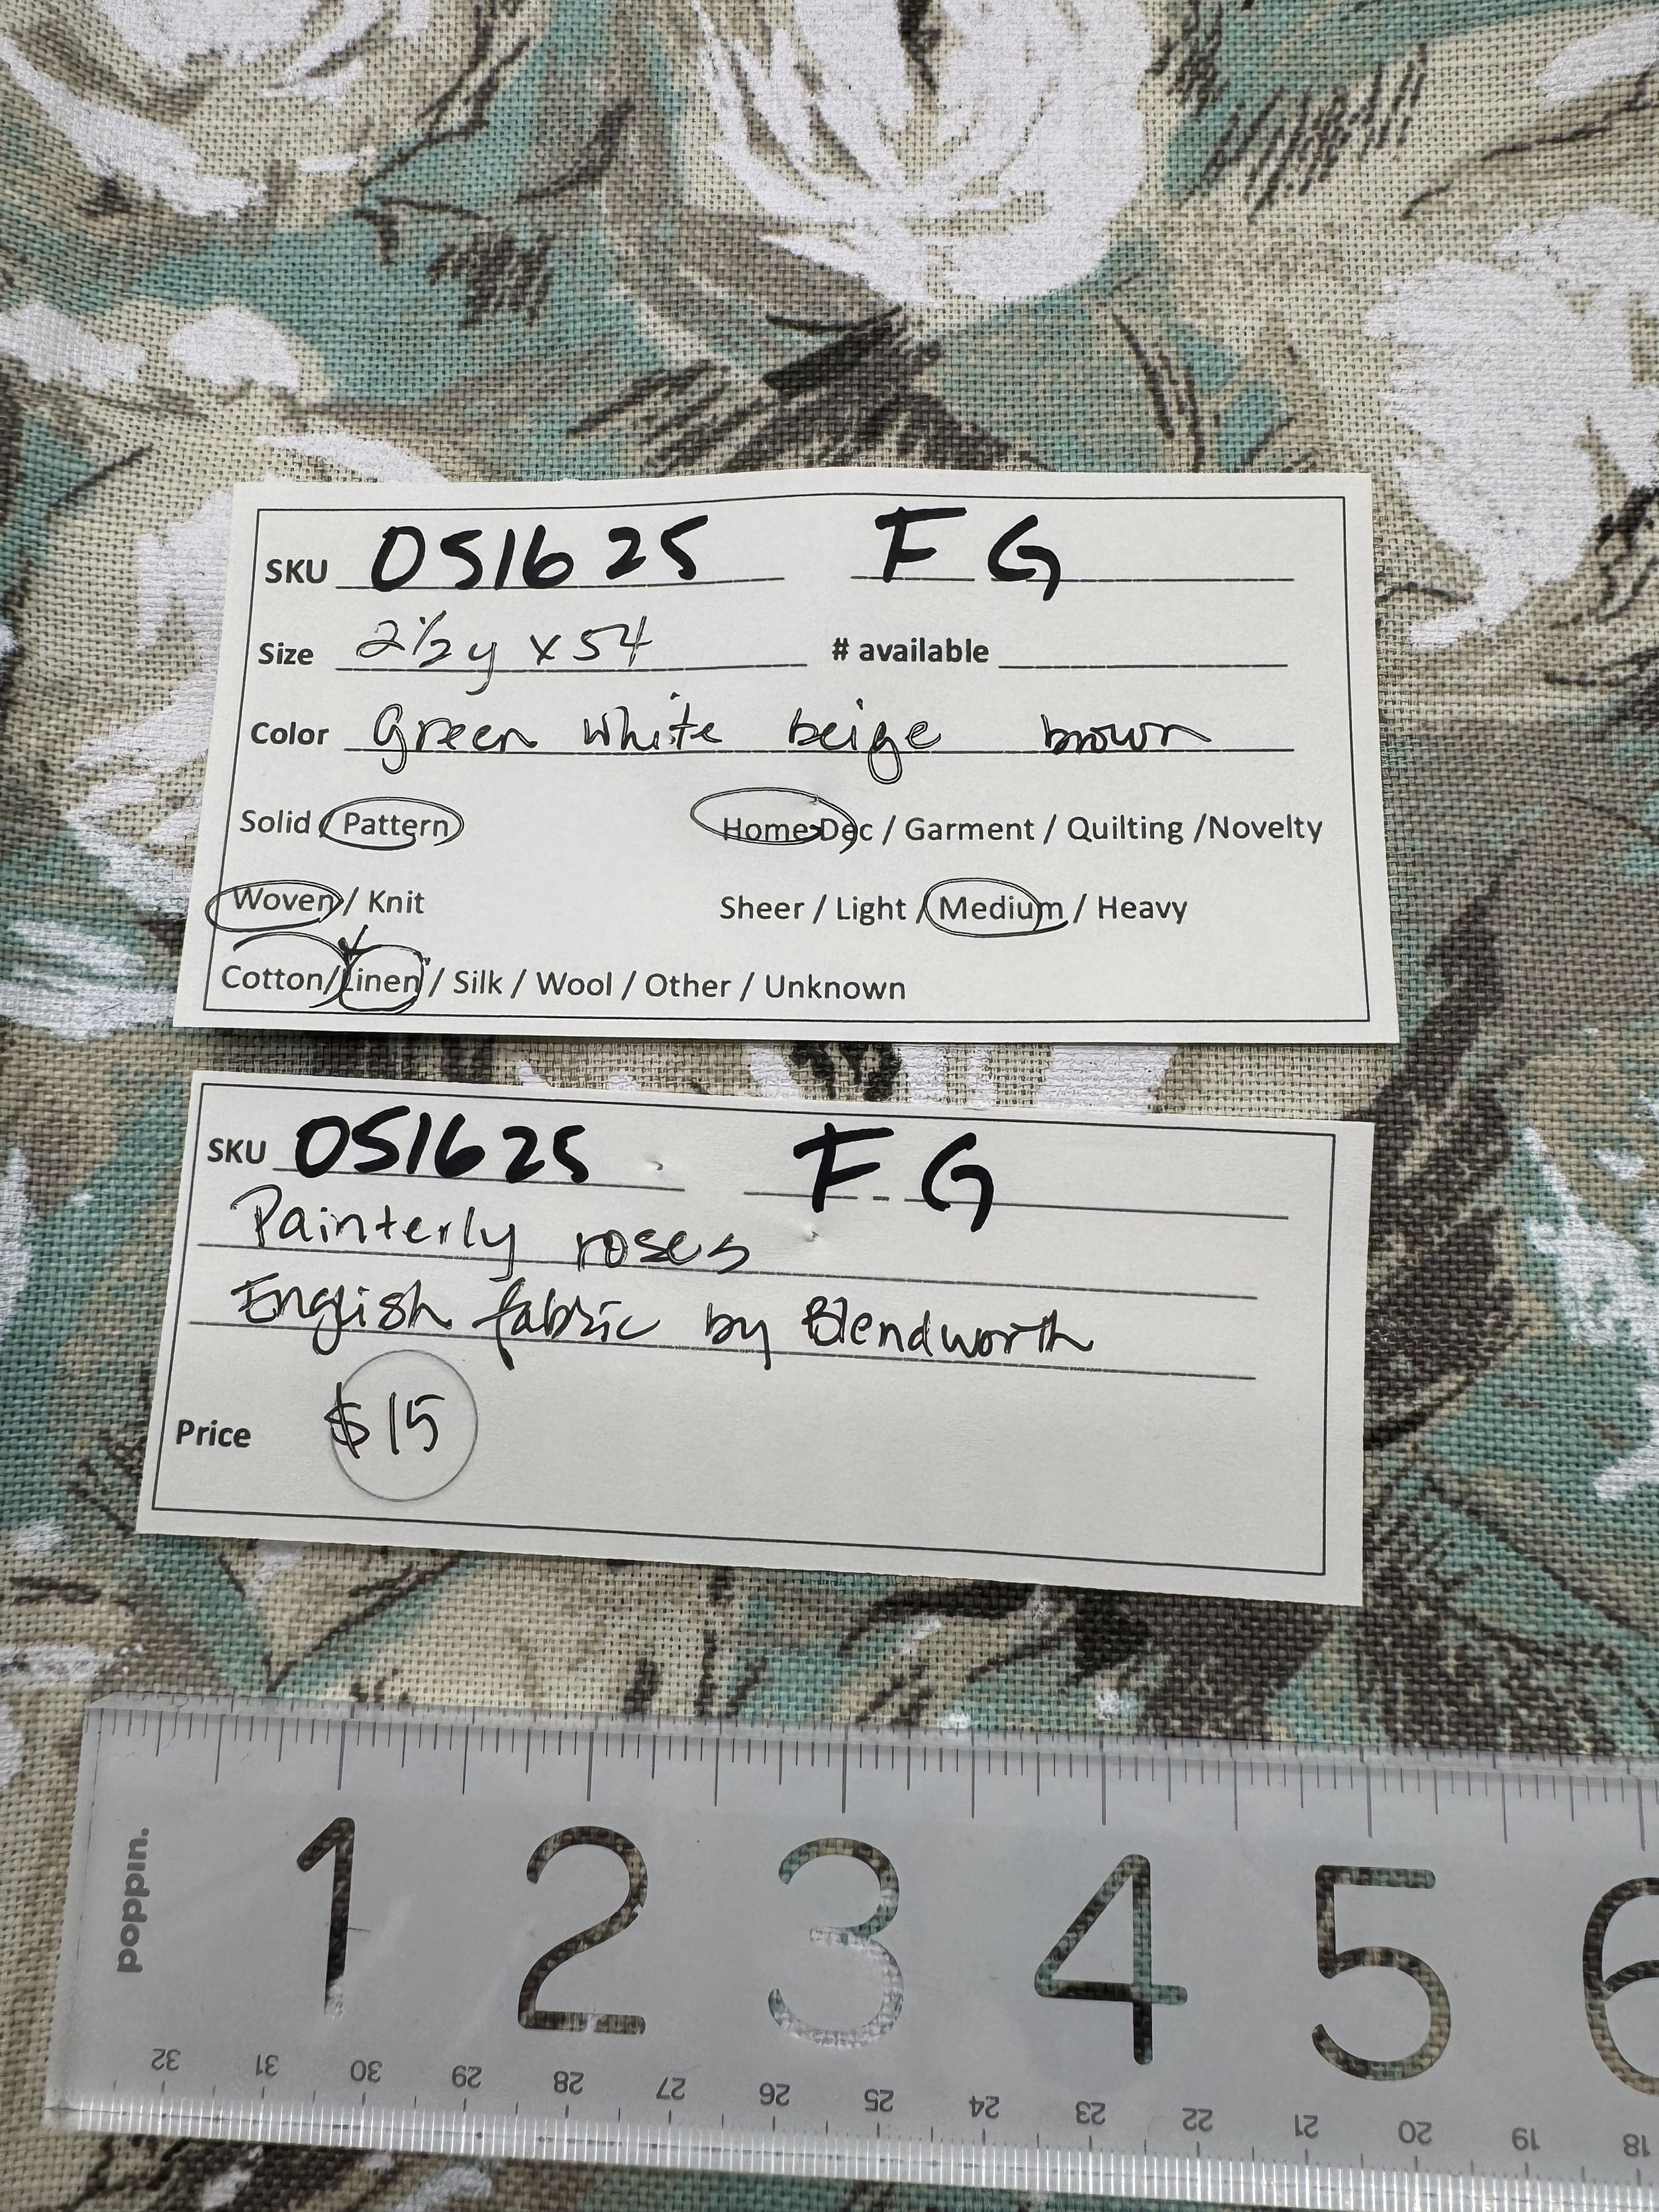 SKU 051625 FG
Size 2 1/2 y x 54 # available
Color green white beige brown
Solid / Pattern Home Dec / Garment / Quilting / Novelty
Woven / Knit Sheer / Light / Medium / Heavy
Cotton / Linen / Silk / Wool / Other / Unknown
SKU 051625 FG
Painterly roses
English fabric by Blendworth
Price $15
poppin.
1 2 3 4 5 6
32 31 30 29 28 27 26 25 24 23 22 21 20 19 18